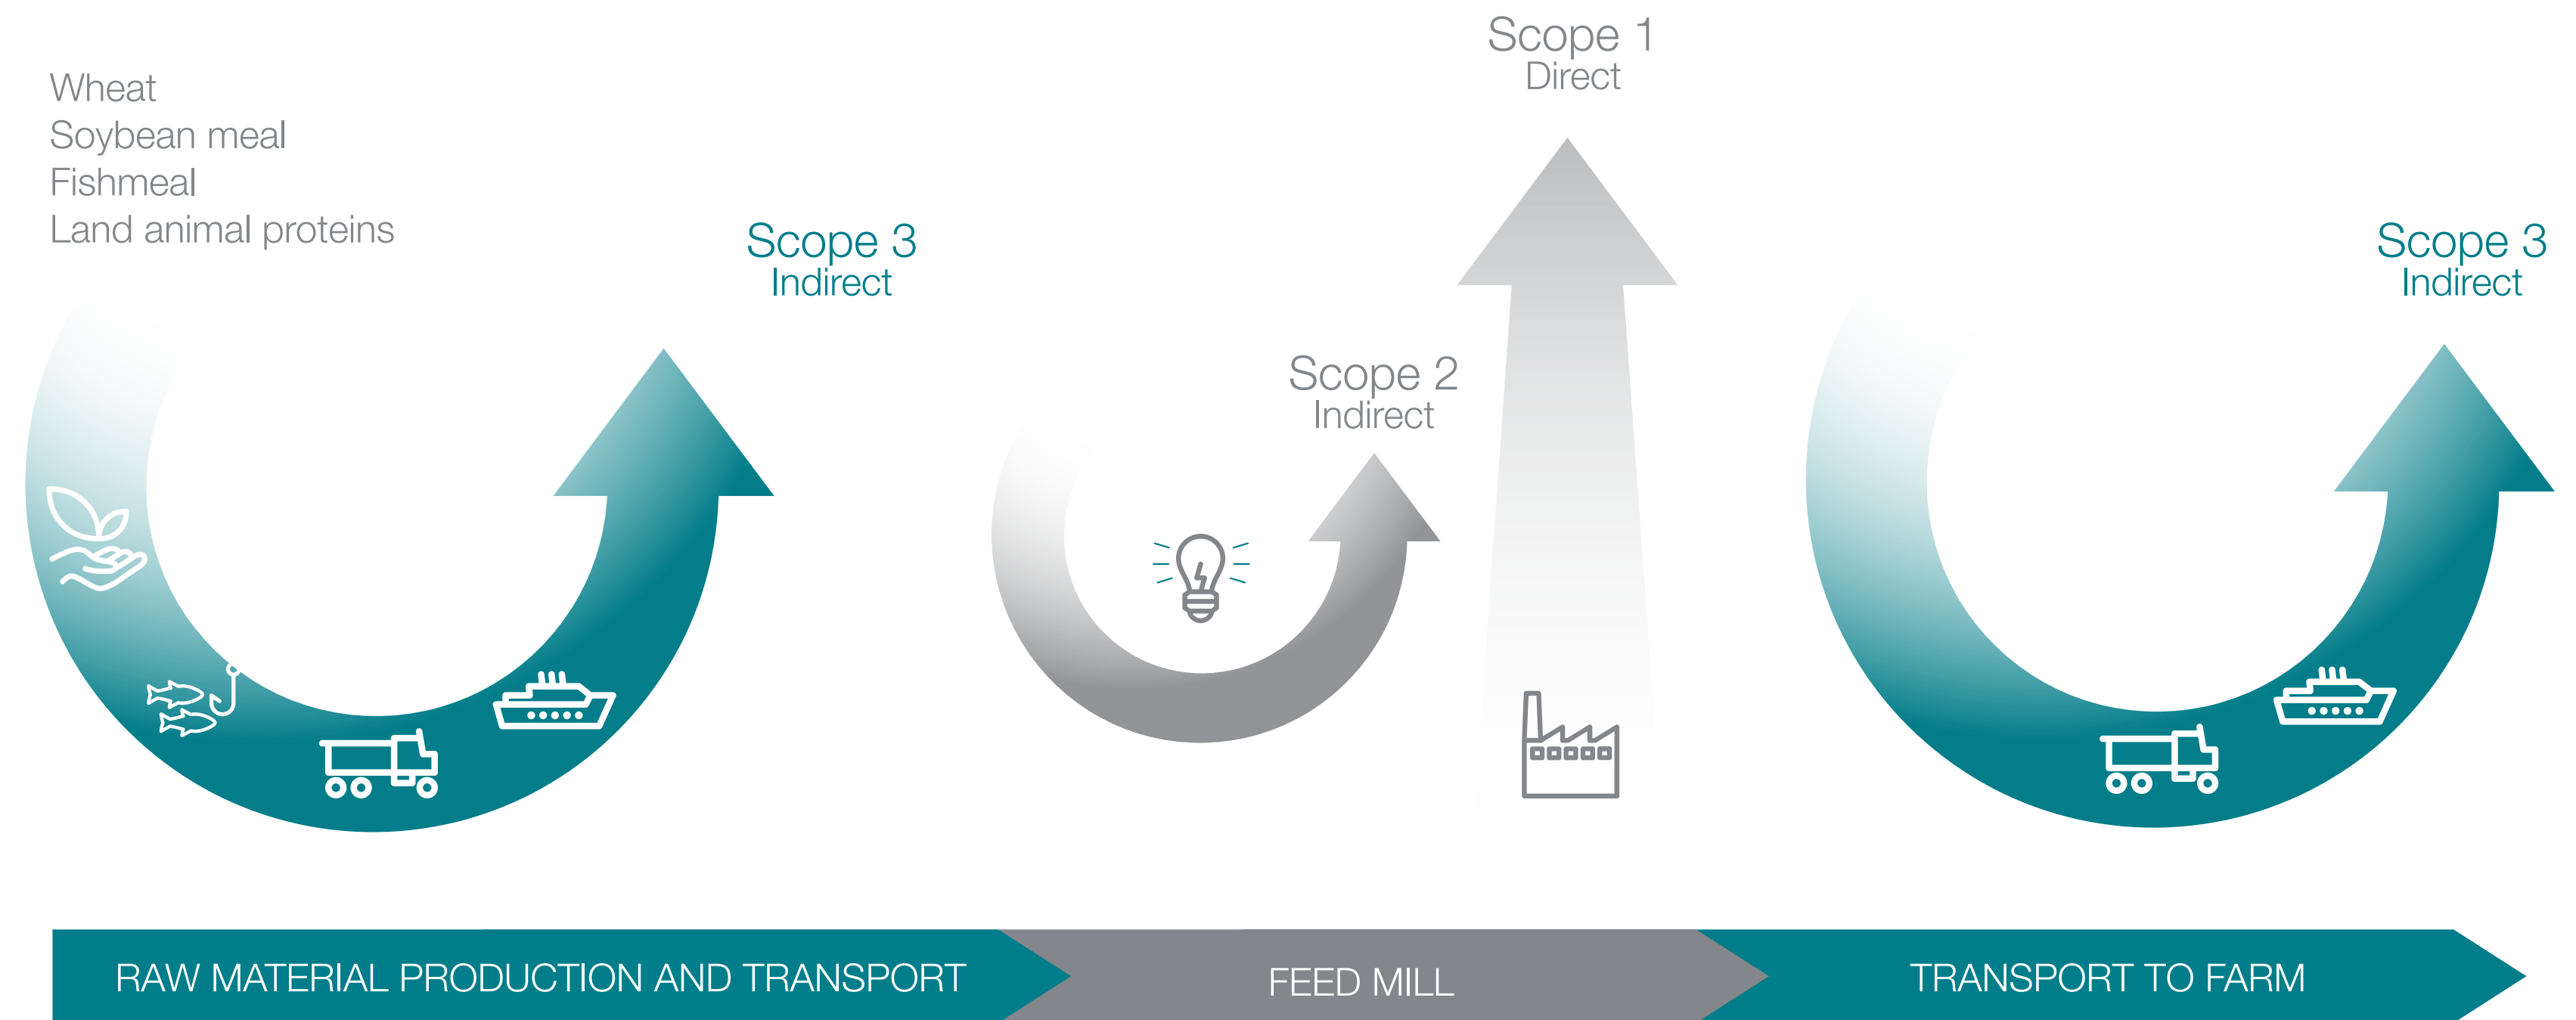 Wheat
Soybean meal
Fishmeal
Land animal proteins
Scope 3
Indirect
Scope 2
Indirect
Scope 1
Direct
Scope 3
Indirect
RAW MATERIAL PRODUCTION AND TRANSPORT
FEED MILL
TRANSPORT TO FARM